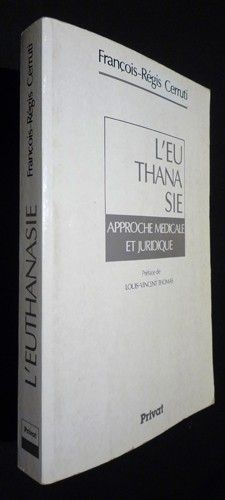 François-Régis Cerruti
L'EU
THANA
SIE
APPROCHE MEDICALE
ET JURIDIQUE
Préface de
LOUIS-VINCENT THOMAS
Privat
François-Régis Cerruti
L'EUTHANASIE
Privat